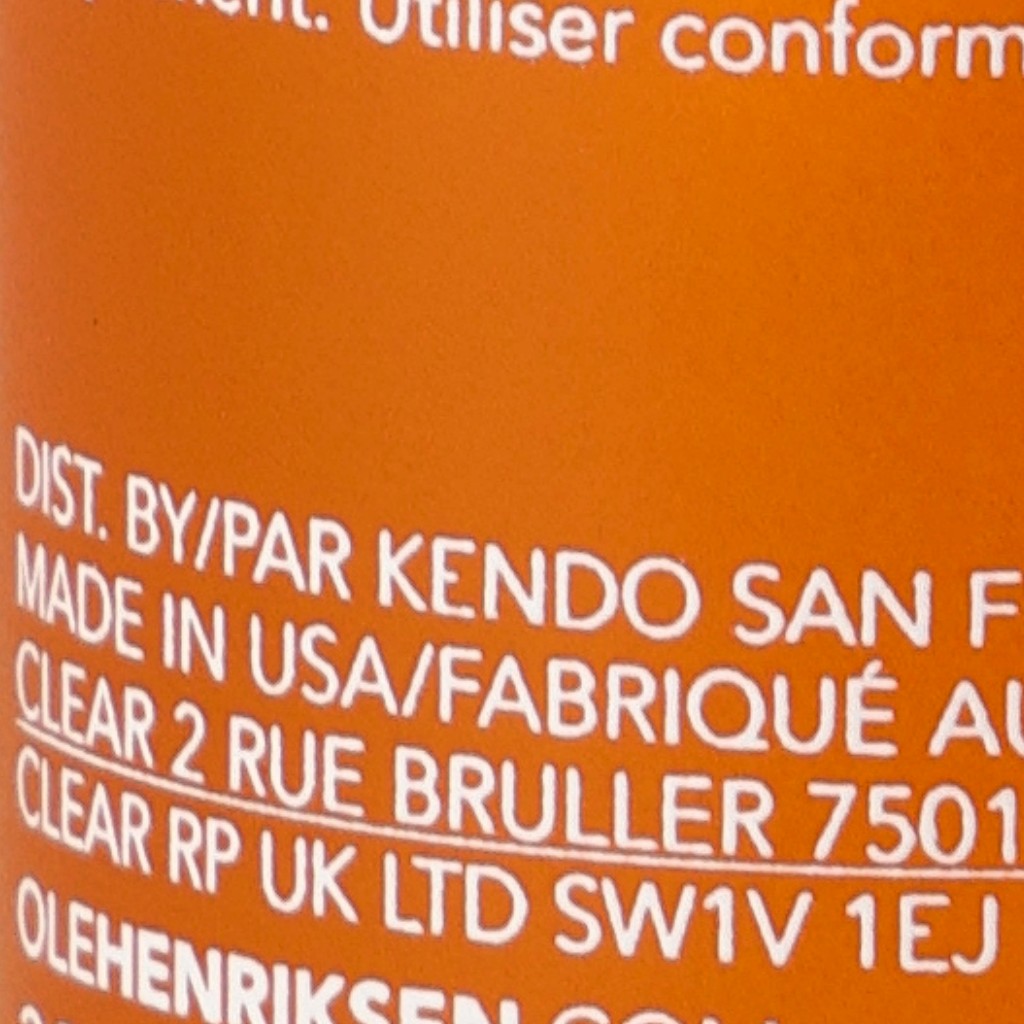 Utiliser conform
DIST. BY/PAR KENDO SAN F
MADE IN USA/FABRIQUÉ AU
CLEAR 2 RUE BRULLER 7501
CLEAR RP UK LTD SW1V 1EJ
OLEHENRIKSEN COM